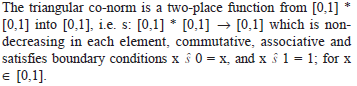 The triangular co-norm is a two-place function from [0,1] *
[0,1] into [0,1], i.e. s: [0,1] * [0,1] → [0,1] which is non-
decreasing in each element, commutative, associative and
satisfies boundary conditions x ŝ 0 = x, and x ŝ 1 = 1; for x
∈ [0,1].